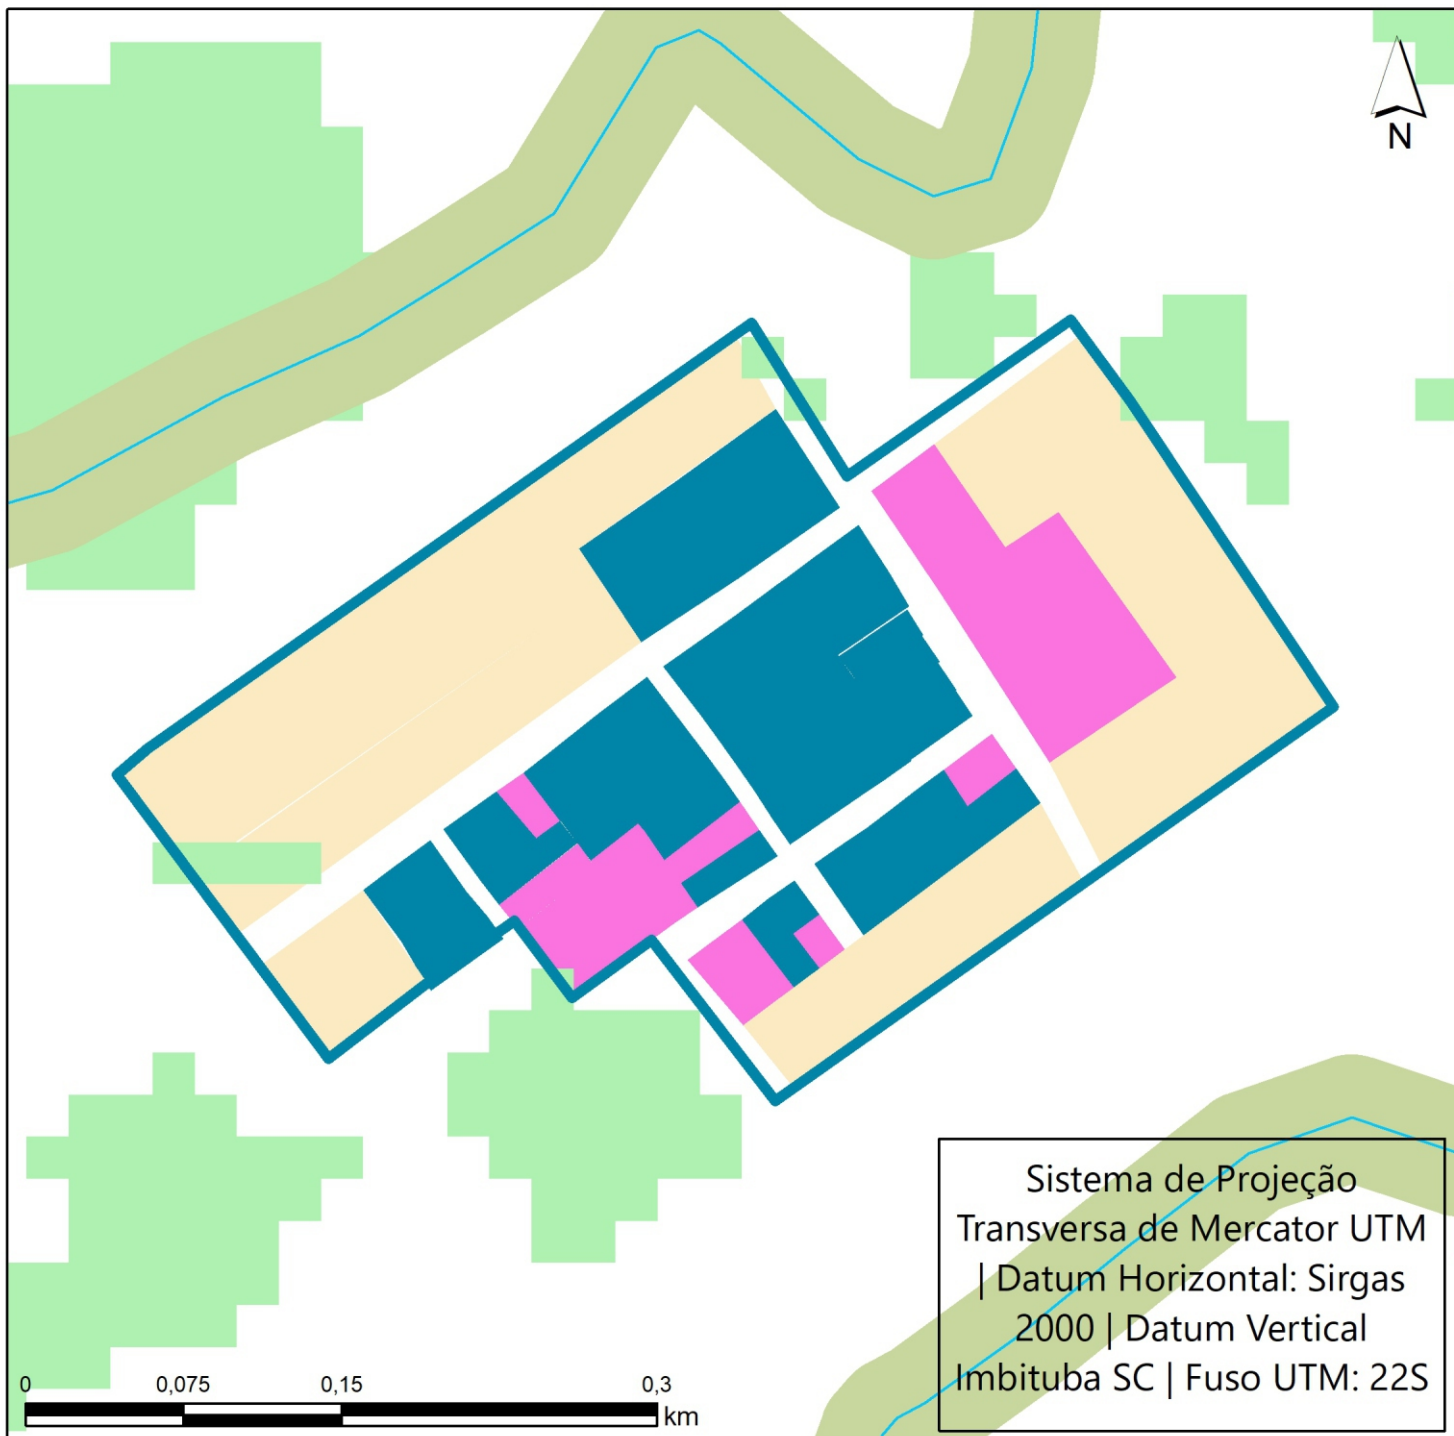 N
Sistema de Projeção
Transversa de Mercator UTM
| Datum Horizontal: Sirgas
2000 | Datum Vertical
Imbituba SC | Fuso UTM: 22S
0 0,075 0,15 0,3
km